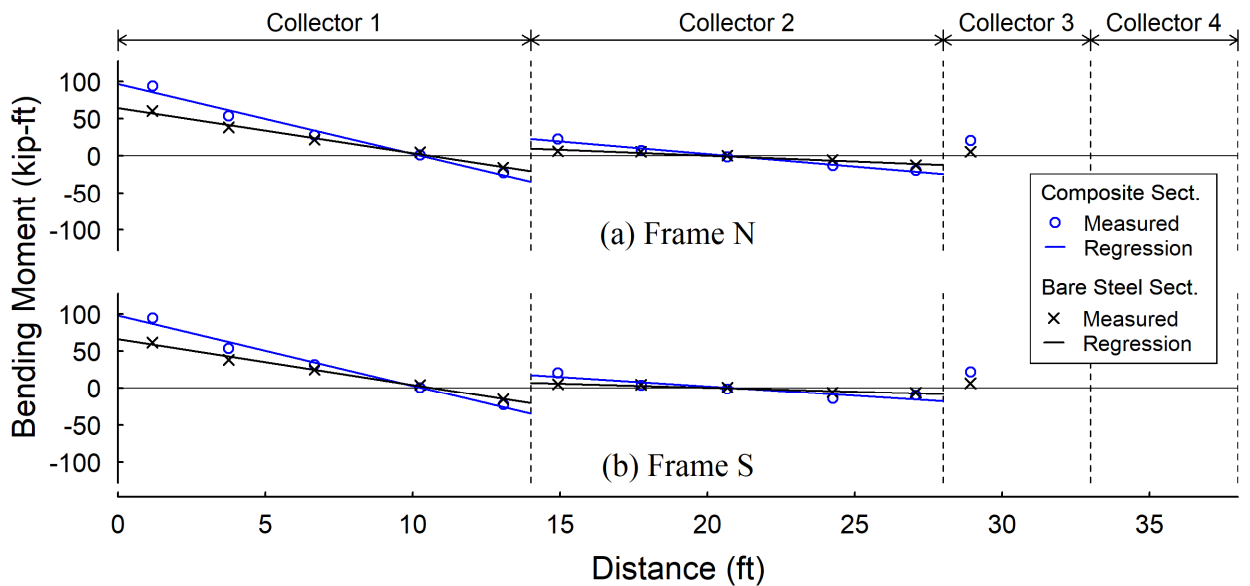 Collector 1 Collector 2 Collector 3 Collector 4
Bending Moment (kip-ft)
100
50
0
-50
-100
(a) Frame N
Composite Sect.
Measured
Regression
Bare Steel Sect.
Measured
Regression
100
50
0
-50
-100
(b) Frame S
0 5 10 15 20 25 30 35
Distance (ft)